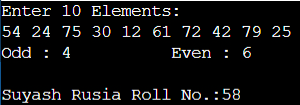 Enter 10 Elements:
54 24 75 30 12 61 72 42 79 25
Odd : 4 Even : 6
Suyash Rusia Roll No.:58